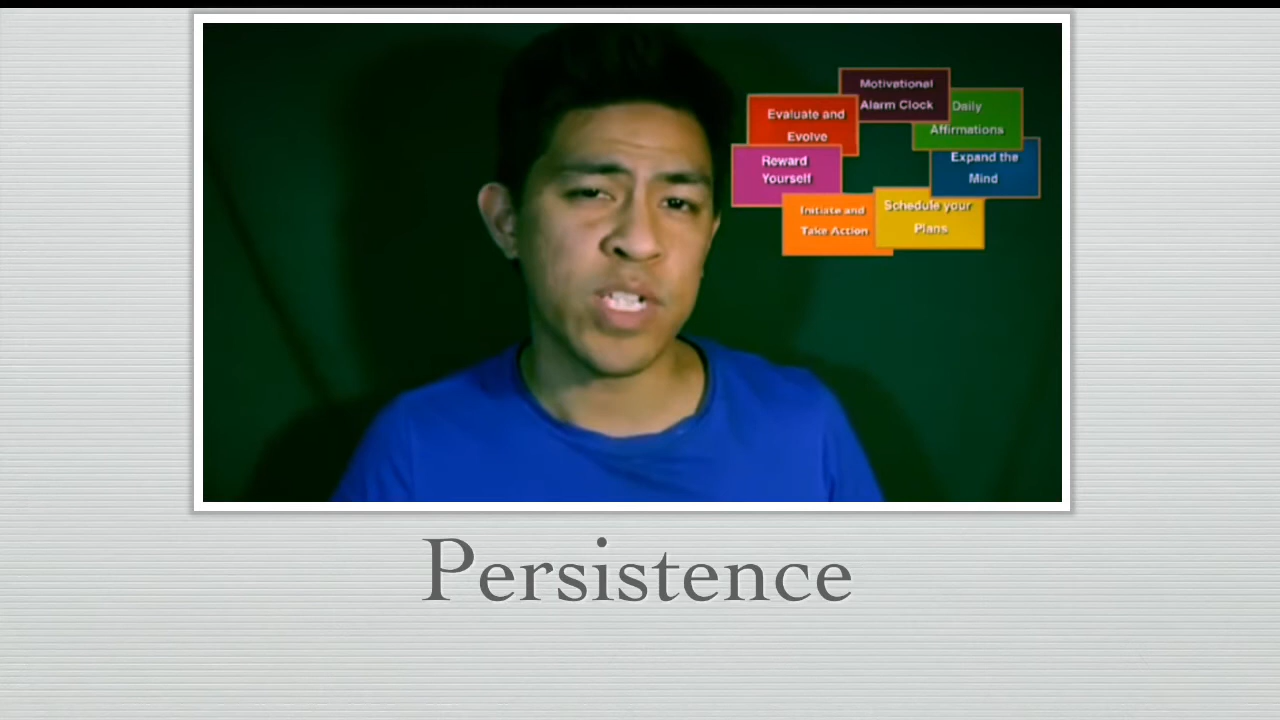 Motivational
Alarm Clock
Daily
Affirmations
Expand the
Mind
Schedule your
Plans
Initiate and
Take Action
Reward
Yourself
Evaluate and
Evolve
Persistence